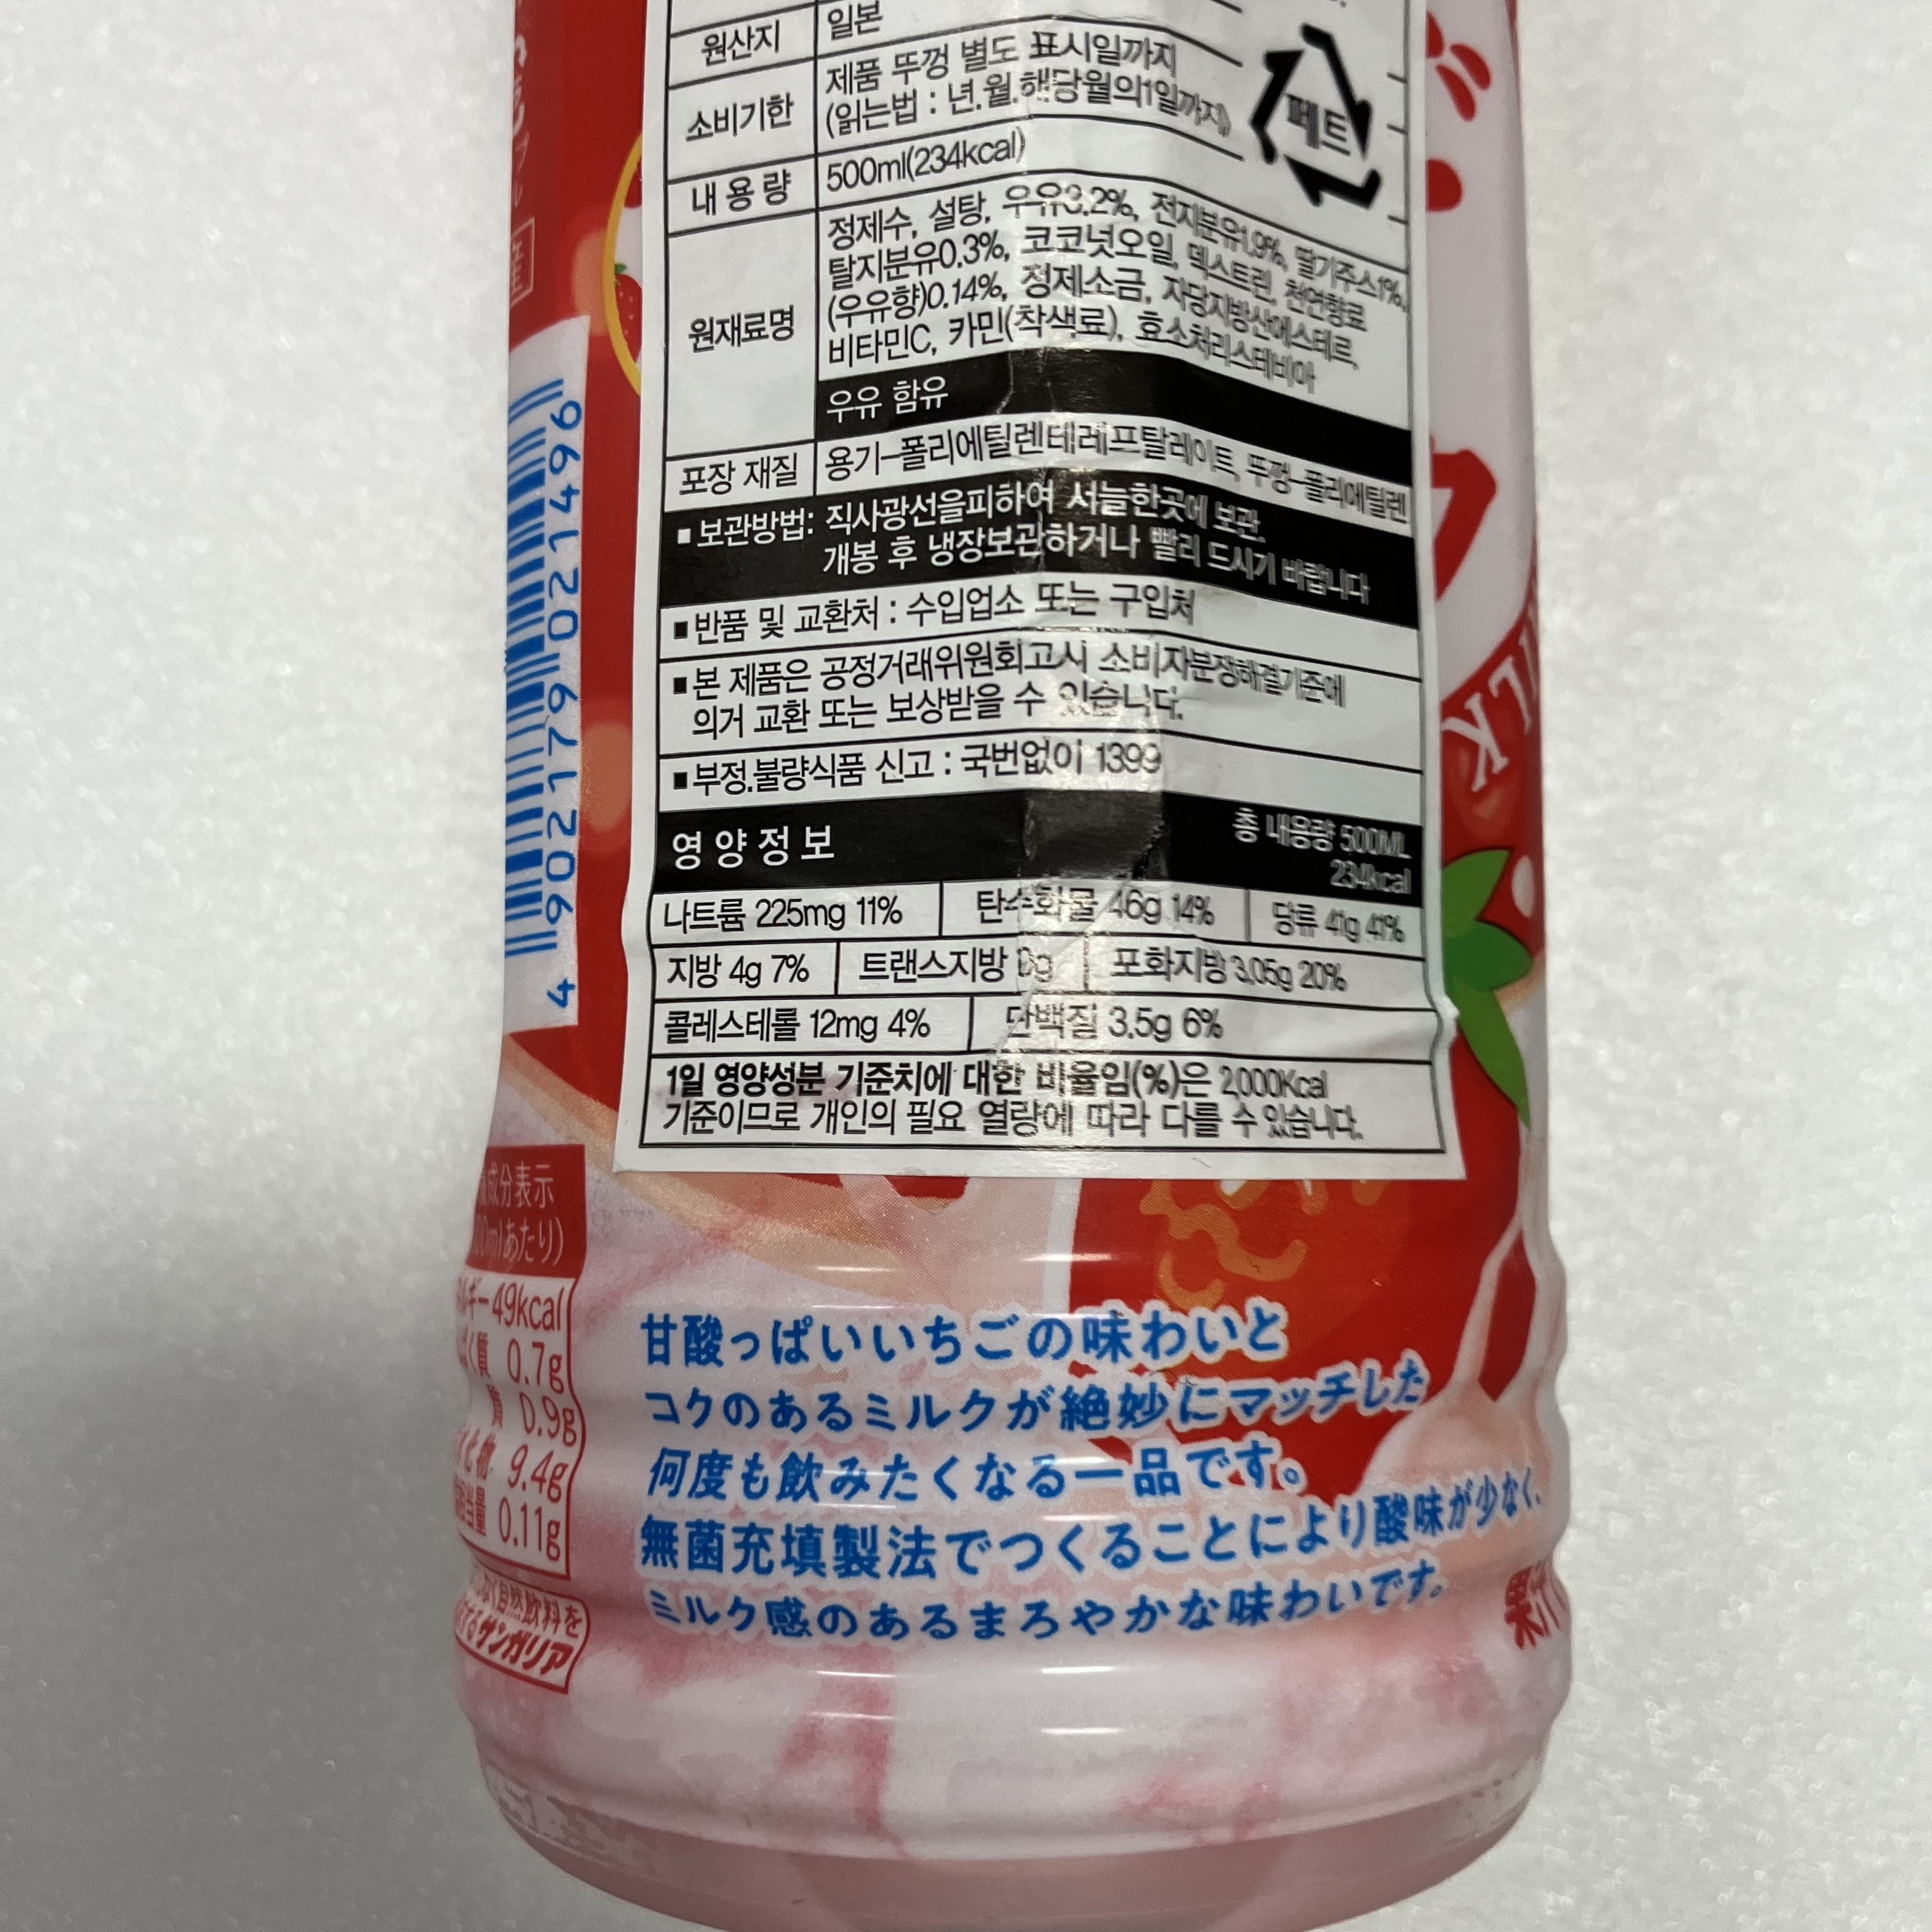 원산지
일본
소비기한
제품 뚜껑 별도 표시일까지
(읽는법 : 년.월.해당월의1일까지)
페트
내용량
500ml(234kcal)
원재료명
정제수, 설탕, 우유3.2%, 전지분유1.9%, 딸기주스1%,
탈지분유0.3%, 코코넛오일, 덱스트린, 천연향료
(우유향)0.14%, 정제소금, 자당지방산에스테르,
비타민C, 카민(착색료), 효소처리스테비아
우유 함유
포장 재질
용기-폴리에틸렌테레프탈레이트, 뚜껑-폴리에틸렌
■ 보관방법: 직사광선을피하여 서늘한곳에 보관.
개봉 후 냉장보관하거나 빨리 드시기 바랍니다
■ 반품 및 교환처 : 수입업소 또는 구입처
■ 본 제품은 공정거래위원회고시 소비자분쟁해결기준에
의거 교환 또는 보상받을 수 있습니다.
■ 부정.불량식품 신고 : 국번없이 1399
영양정보
총 내용량 500ML
234kcal
나트륨 225mg 11% 탄수화물 46g 14% 당류 41g 41%
지방 4g 7% 트랜스지방 0g 포화지방 3.05g 20%
콜레스테롤 12mg 4% 단백질 3.5g 6%
1일 영양성분 기준치에 대한 비율임(%)은 2,000Kcal
기준이므로 개인의 필요 열량에 따라 다를 수 있습니다.
4 902179 021496
成分表示
mlあたり)
49kcal
質 0.7g
質 0.9g
9.4g
当量 0.11g
自然飲料を
するサンガリア
甘酸っぱいいちごの味わいと
コクのあるミルクが絶妙にマッチした
何度も飲みたくなる一品です。
無菌充填製法でつくることにより酸味が少なく、
ミルク感のあるまろやかな味わいです。
果汁